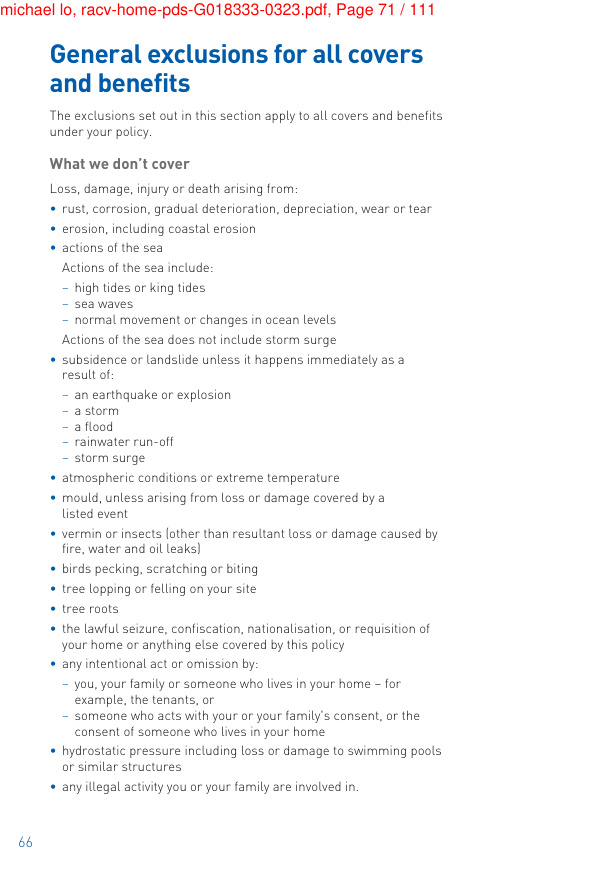 michael lo, racv-home-pds-G018333-0323.pdf, Page 71 / 111
General exclusions for all covers
and benefits
The exclusions set out in this section apply to all covers and benefits
under your policy.
What we don’t cover
Loss, damage, injury or death arising from:
• rust, corrosion, gradual deterioration, depreciation, wear or tear
• erosion, including coastal erosion
• actions of the sea
Actions of the sea include:
– high tides or king tides
– sea waves
– normal movement or changes in ocean levels
Actions of the sea does not include storm surge
• subsidence or landslide unless it happens immediately as a
result of:
– an earthquake or explosion
– a storm
– a flood
– rainwater run-off
– storm surge
• atmospheric conditions or extreme temperature
• mould, unless arising from loss or damage covered by a
listed event
• vermin or insects (other than resultant loss or damage caused by
fire, water and oil leaks)
• birds pecking, scratching or biting
• tree lopping or felling on your site
• tree roots
• the lawful seizure, confiscation, nationalisation, or requisition of
your home or anything else covered by this policy
• any intentional act or omission by:
– you, your family or someone who lives in your home – for
example, the tenants, or
– someone who acts with your or your family's consent, or the
consent of someone who lives in your home
• hydrostatic pressure including loss or damage to swimming pools
or similar structures
• any illegal activity you or your family are involved in.
66